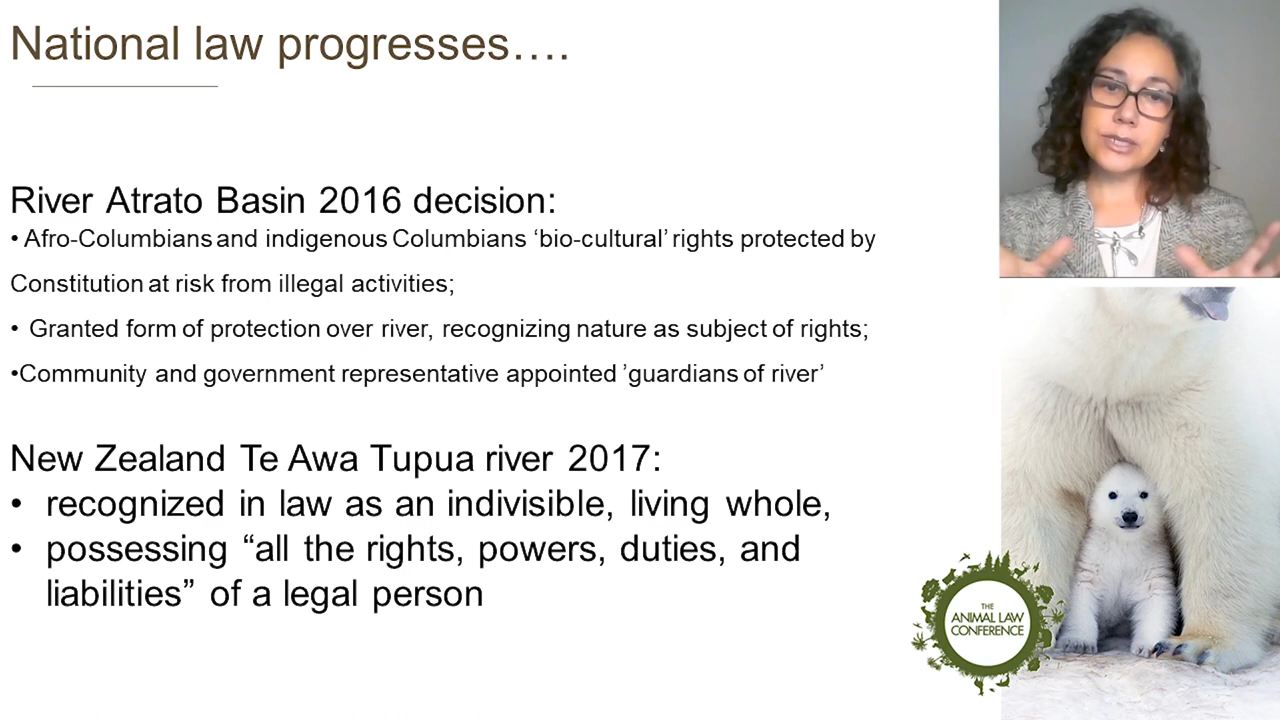 National law progresses….
River Atrato Basin 2016 decision:
• Afro-Columbians and indigenous Columbians ‘bio-cultural’ rights protected by
Constitution at risk from illegal activities;
• Granted form of protection over river, recognizing nature as subject of rights;
•Community and government representative appointed ’guardians of river’
New Zealand Te Awa Tupua river 2017:
• recognized in law as an indivisible, living whole,
• possessing “all the rights, powers, duties, and
liabilities” of a legal person
THE
ANIMAL LAW
CONFERENCE